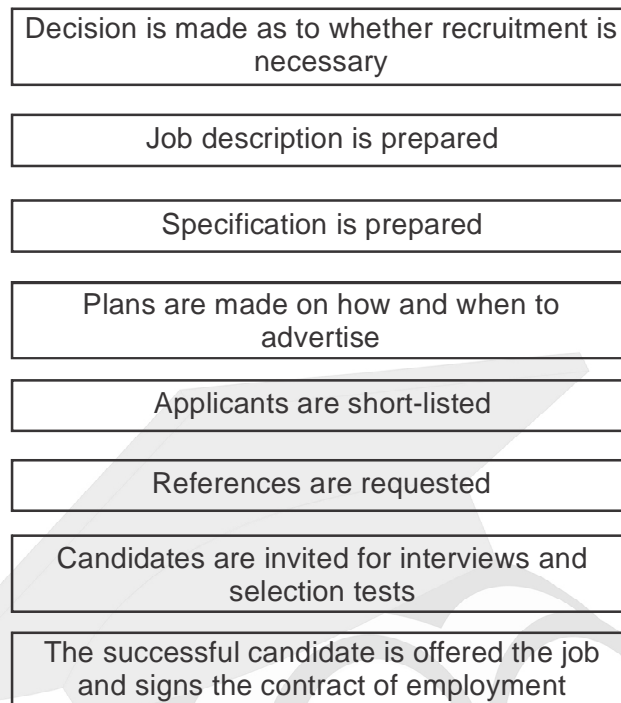 Decision is made as to whether recruitment is
necessary
Job description is prepared
Specification is prepared
Plans are made on how and when to
advertise
Applicants are short-listed
References are requested
Candidates are invited for interviews and
selection tests
The successful candidate is offered the job
and signs the contract of employment